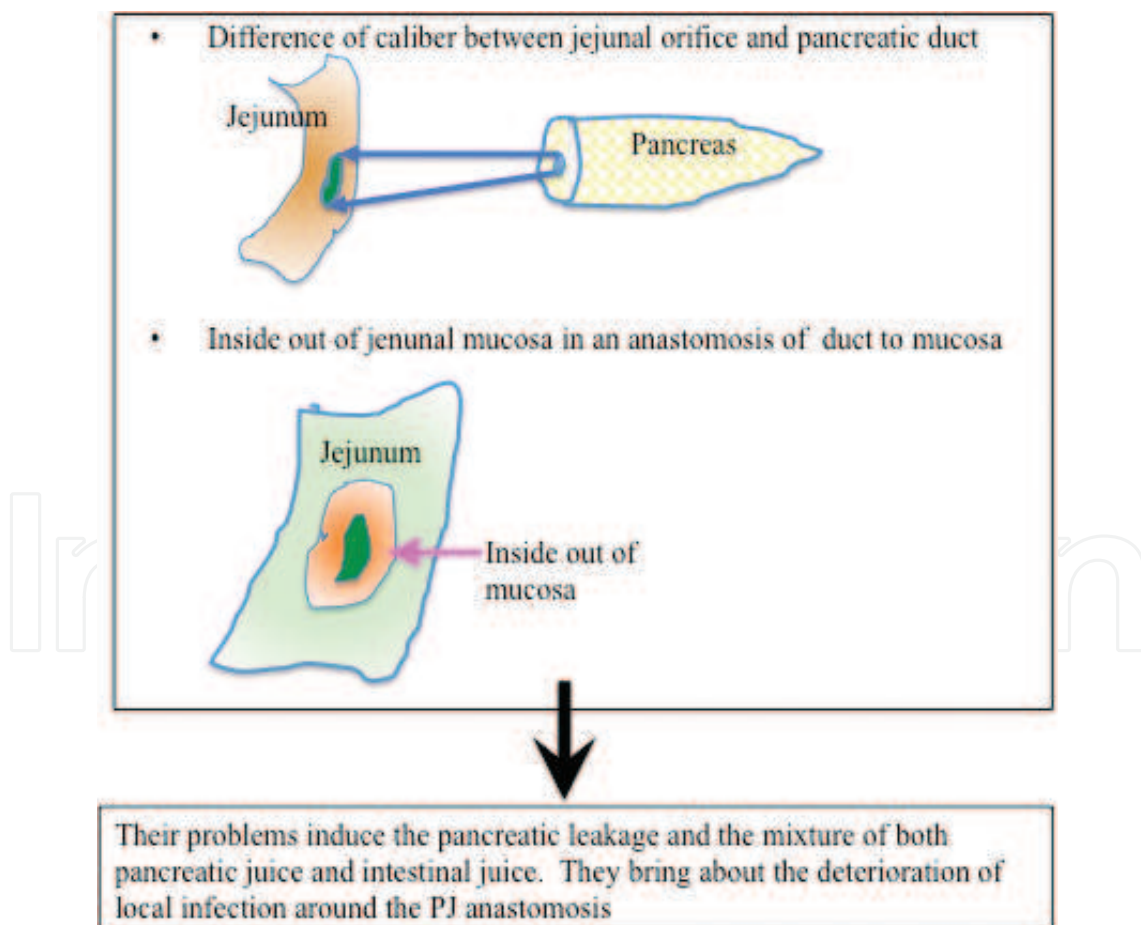 • Difference of caliber between jejunal orifice and pancreatic duct
Jejunum
Pancreas
• Inside out of jenunal mucosa in an anastomosis of duct to mucosa
Jejunum
Inside out of
mucosa
Their problems induce the pancreatic leakage and the mixture of both
pancreatic juice and intestinal juice. They bring about the deterioration of
local infection around the PJ anastomosis